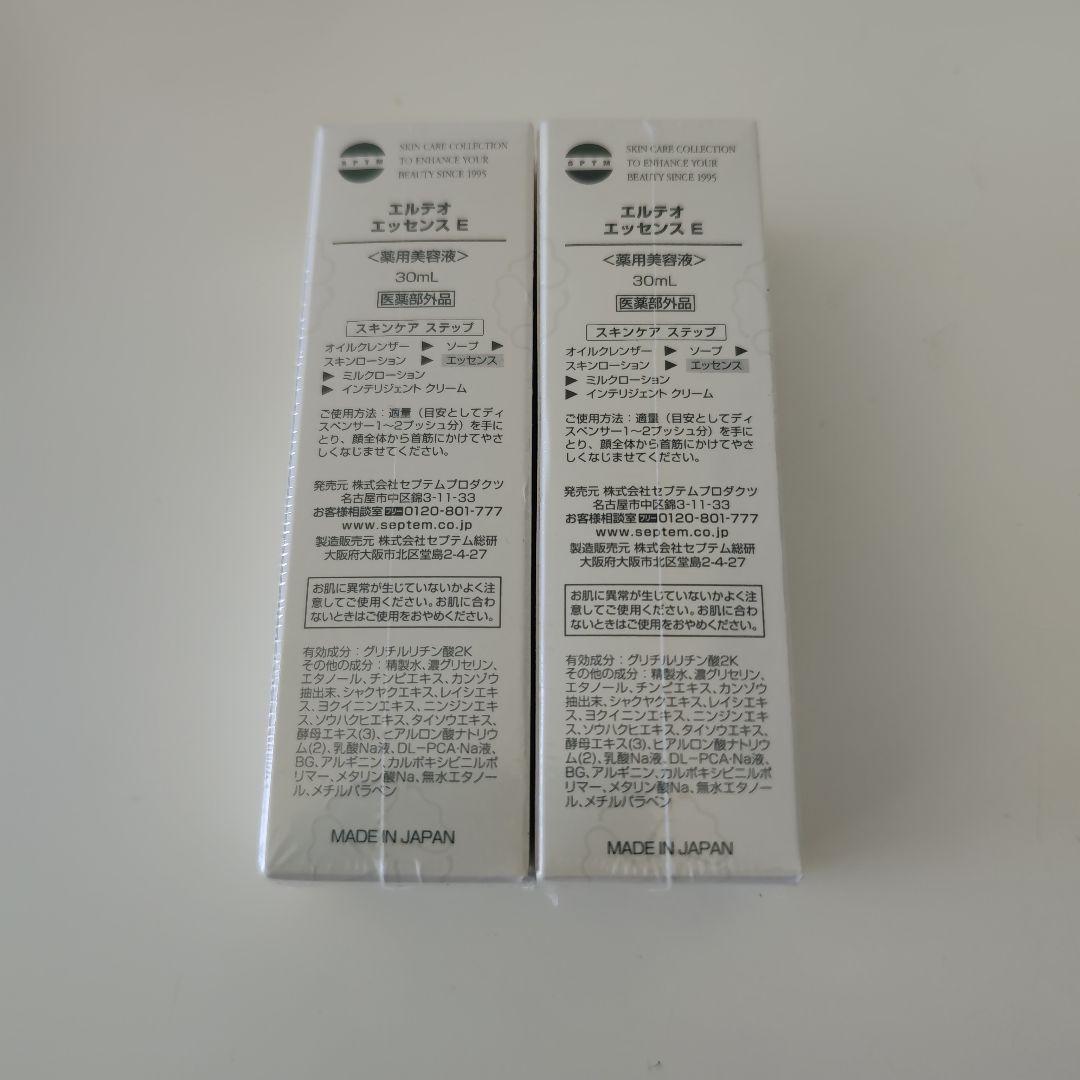 SPTM
SKIN CARE COLLECTION
TO ENHANCE YOUR
BEAUTY SINCE 1995
エルテオ
エッセンス E
<薬用美容液>
30mL
医薬部外品
スキンケア ステップ
オイルクレンザー ▶ ソープ ▶
スキンローション ▶ エッセンス
▶ ミルクローション
▶ インテリジェント クリーム
ご使用方法：適量（目安としてディ
スペンサー1～2プッシュ分）を手に
とり、顔全体から首筋にかけてやさ
しくなじませてください。
発売元 株式会社セプテムプロダクツ
名古屋市中区錦3-11-33
お客様相談室フリー0120-801-777
www.septem.co.jp
製造販売元 株式会社セプテム総研
大阪府大阪市北区堂島2-4-27
お肌に異常が生じていないかよく注
意してご使用ください。お肌に合わ
ないときはご使用をおやめください。
有効成分：グリチルリチン酸2K
その他の成分：精製水、濃グリセリン、
エタノール、チンピエキス、カンゾウ
抽出末、シャクヤクエキス、レイシエキ
ス、ヨクイニンエキス、ニンジンエキ
ス、ソウハクヒエキス、タイソウエキス、
酵母エキス(3)、ヒアルロン酸ナトリウ
ム(2)、乳酸Na液、DL-PCA・Na液、
BG、アルギニン、カルボキシビニルポ
リマー、メタリン酸Na、無水エタノー
ル、メチルパラベン
MADE IN JAPAN
SPTM
SKIN CARE COLLECTION
TO ENHANCE YOUR
BEAUTY SINCE 1995
エルテオ
エッセンス E
<薬用美容液>
30mL
医薬部外品
スキンケア ステップ
オイルクレンザー ▶ ソープ ▶
スキンローション ▶ エッセンス
▶ ミルクローション
▶ インテリジェント クリーム
ご使用方法：適量（目安としてディ
スペンサー1～2プッシュ分）を手に
とり、顔全体から首筋にかけてやさ
しくなじませてください。
発売元 株式会社セプテムプロダクツ
名古屋市中区錦3-11-33
お客様相談室フリー0120-801-777
www.septem.co.jp
製造販売元 株式会社セプテム総研
大阪府大阪市北区堂島2-4-27
お肌に異常が生じていないかよく注
意してご使用ください。お肌に合わ
ないときはご使用をおやめください。
有効成分：グリチルリチン酸2K
その他の成分：精製水、濃グリセリン、
エタノール、チンピエキス、カンゾウ
抽出末、シャクヤクエキス、レイシエキ
ス、ヨクイニンエキス、ニンジンエキ
ス、ソウハクヒエキス、タイソウエキス、
酵母エキス(3)、ヒアルロン酸ナトリウ
ム(2)、乳酸Na液、DL-PCA・Na液、
BG、アルギニン、カルボキシビニルポ
リマー、メタリン酸Na、無水エタノー
ル、メチルパラベン
MADE IN JAPAN